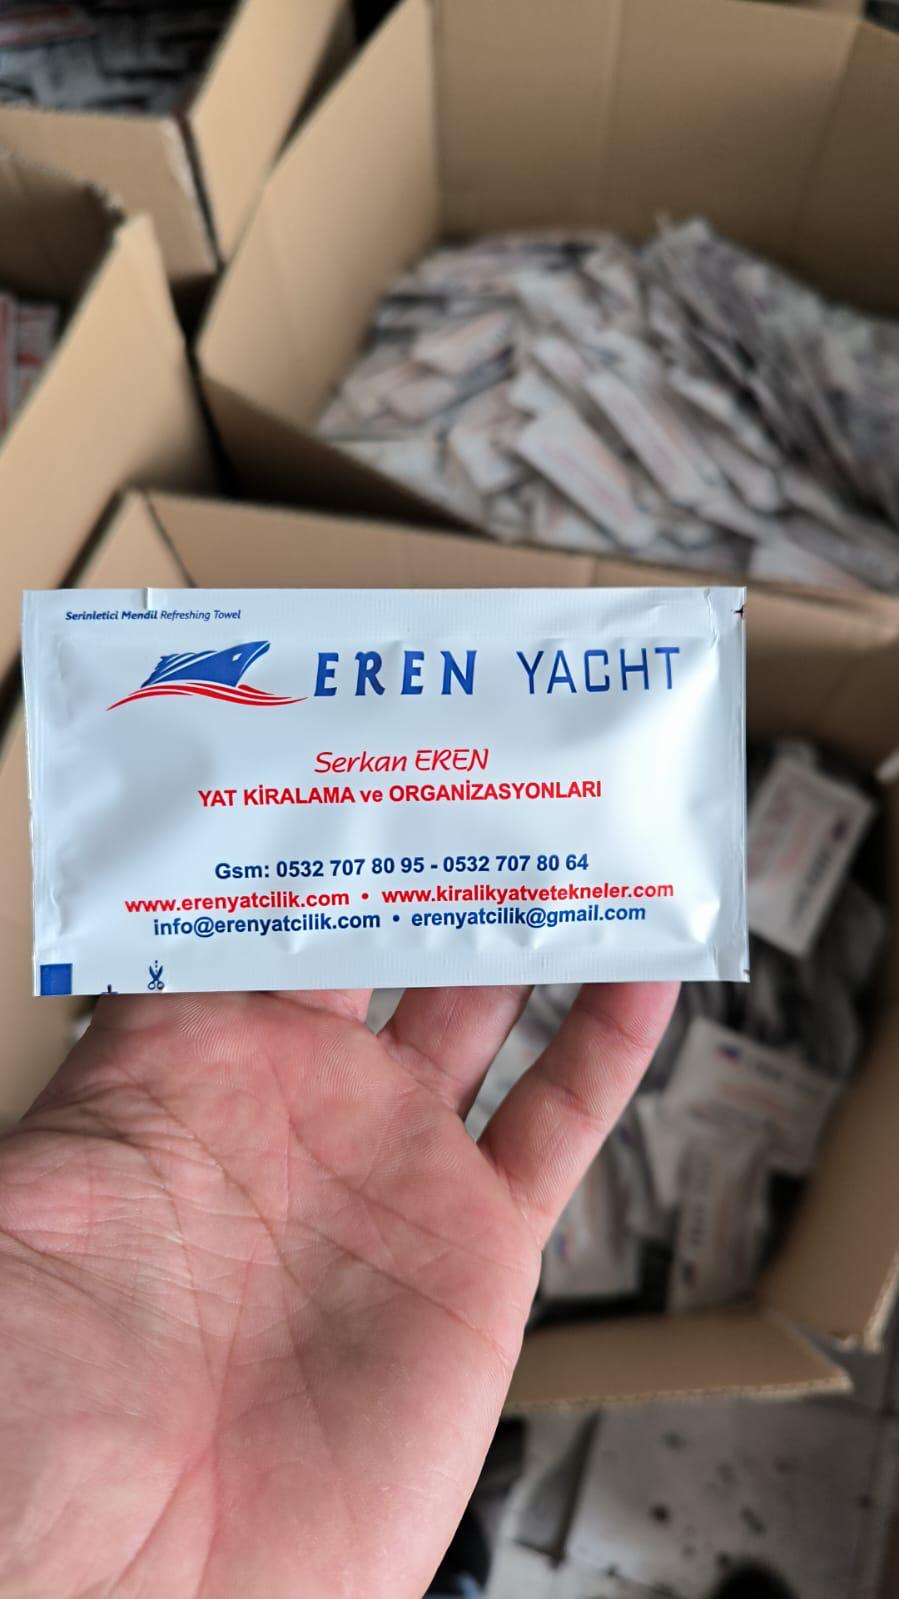 Serinletici Mendil Refreshing Towel
EREN YACHT
Serkan EREN
YAT KİRALAMA ve ORGANİZASYONLARI
Gsm: 0532 707 80 95 - 0532 707 80 64
www.erenyatcilik.com • www.kiralikyatvetekneler.com
info@erenyatcilik.com • erenyatcilik@gmail.com